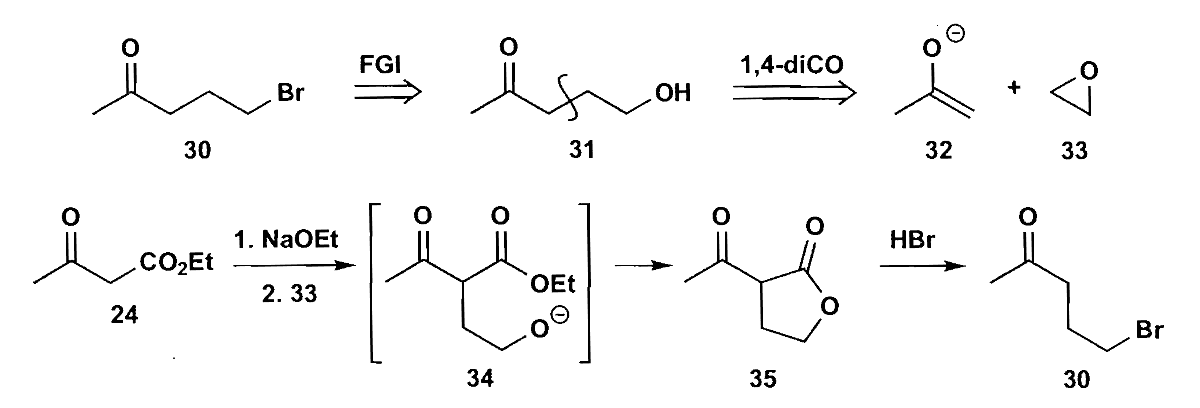 O Br FGI O OH 1,4-diCO O ⊖ + O
30 31 32 33
O CO₂Et 1. NaOEt 2. 33 O O OEt O ⊖ O O O HBr O Br
24 34 35 30